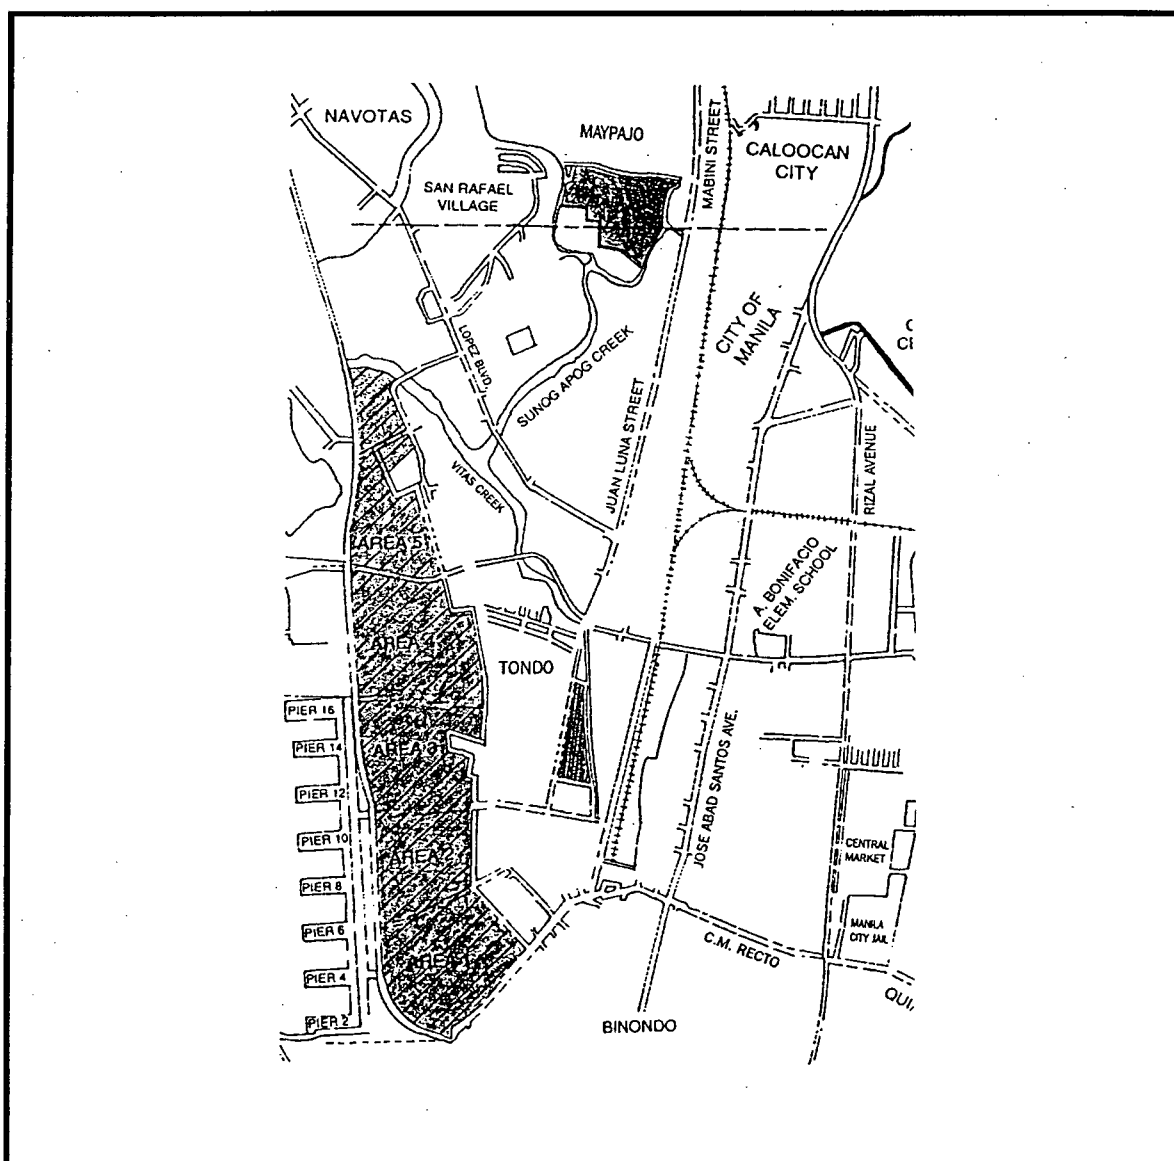 NAVOTAS
MAYPAJO
MABINI STREET
CALOOCAN
CITY
SAN RAFAEL
VILLAGE
CITY OF
MANILA
LOPEZ BLVD.
SUNOG APOG CREEK
JUAN LUNA STREET
RIZAL AVENUE
VITAS CREEK
AREA 5
A. BONIFACIO
ELEM. SCHOOL
AREA 4
TONDO
PIER 16
PIER 14
AREA 3
JOSE ABAD SANTOS AVE.
PIER 12
PIER 10
AREA 2
CENTRAL
MARKET
PIER 8
PIER 6
MANILA
CITY JAIL
C.M. RECTO
AREA
PIER 4
QUI
PIER 2
BINONDO